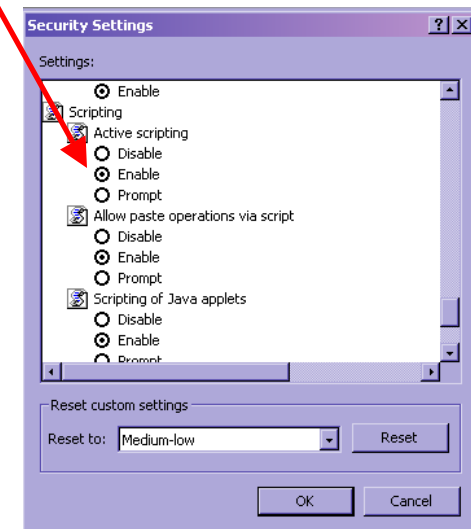 Security Settings
Settings:
Enable
Scripting
Active scripting
Disable
Enable
Prompt
Allow paste operations via script
Disable
Enable
Prompt
Scripting of Java applets
Disable
Enable
Prompt
Reset custom settings
Reset to: Medium-low Reset
OK Cancel